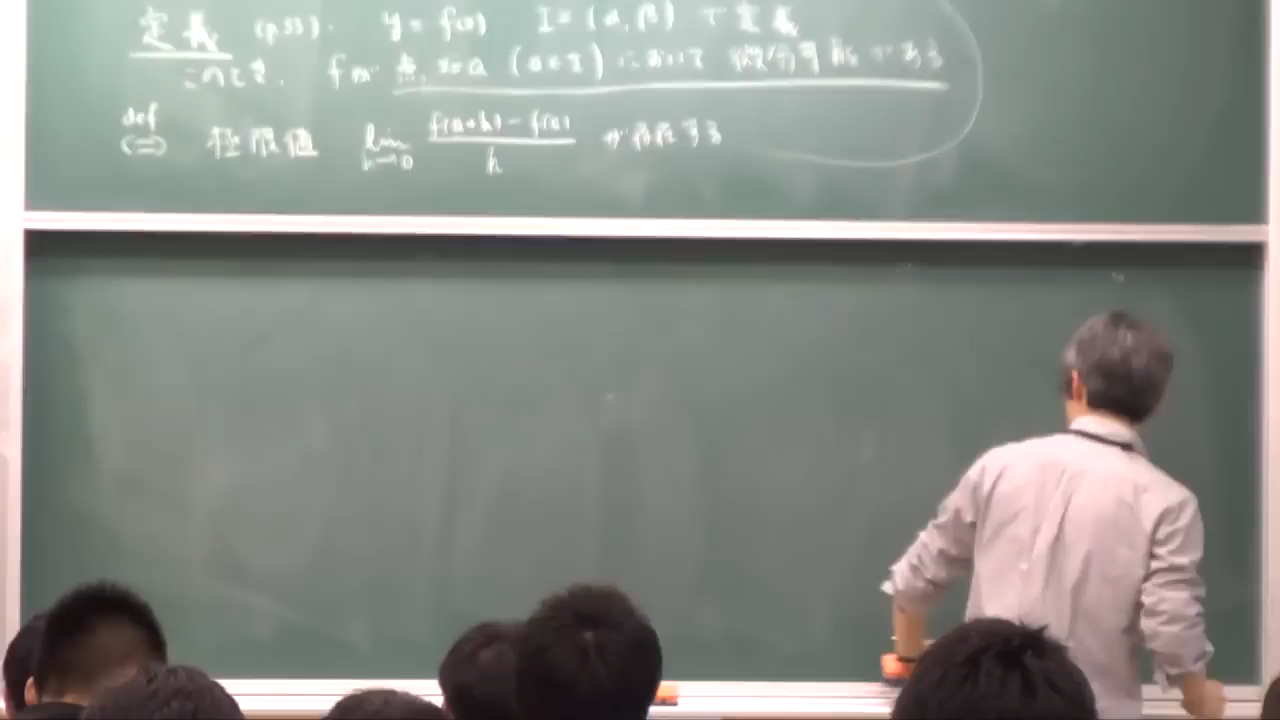 定義 (p33). y = f(x) I = (α, β) で定義
このとき. f が 点 x=a (a∈I) において 微分可能である
def (⇔) 極限値 lim h→0 f(a+h) - f(a) / h が存在する